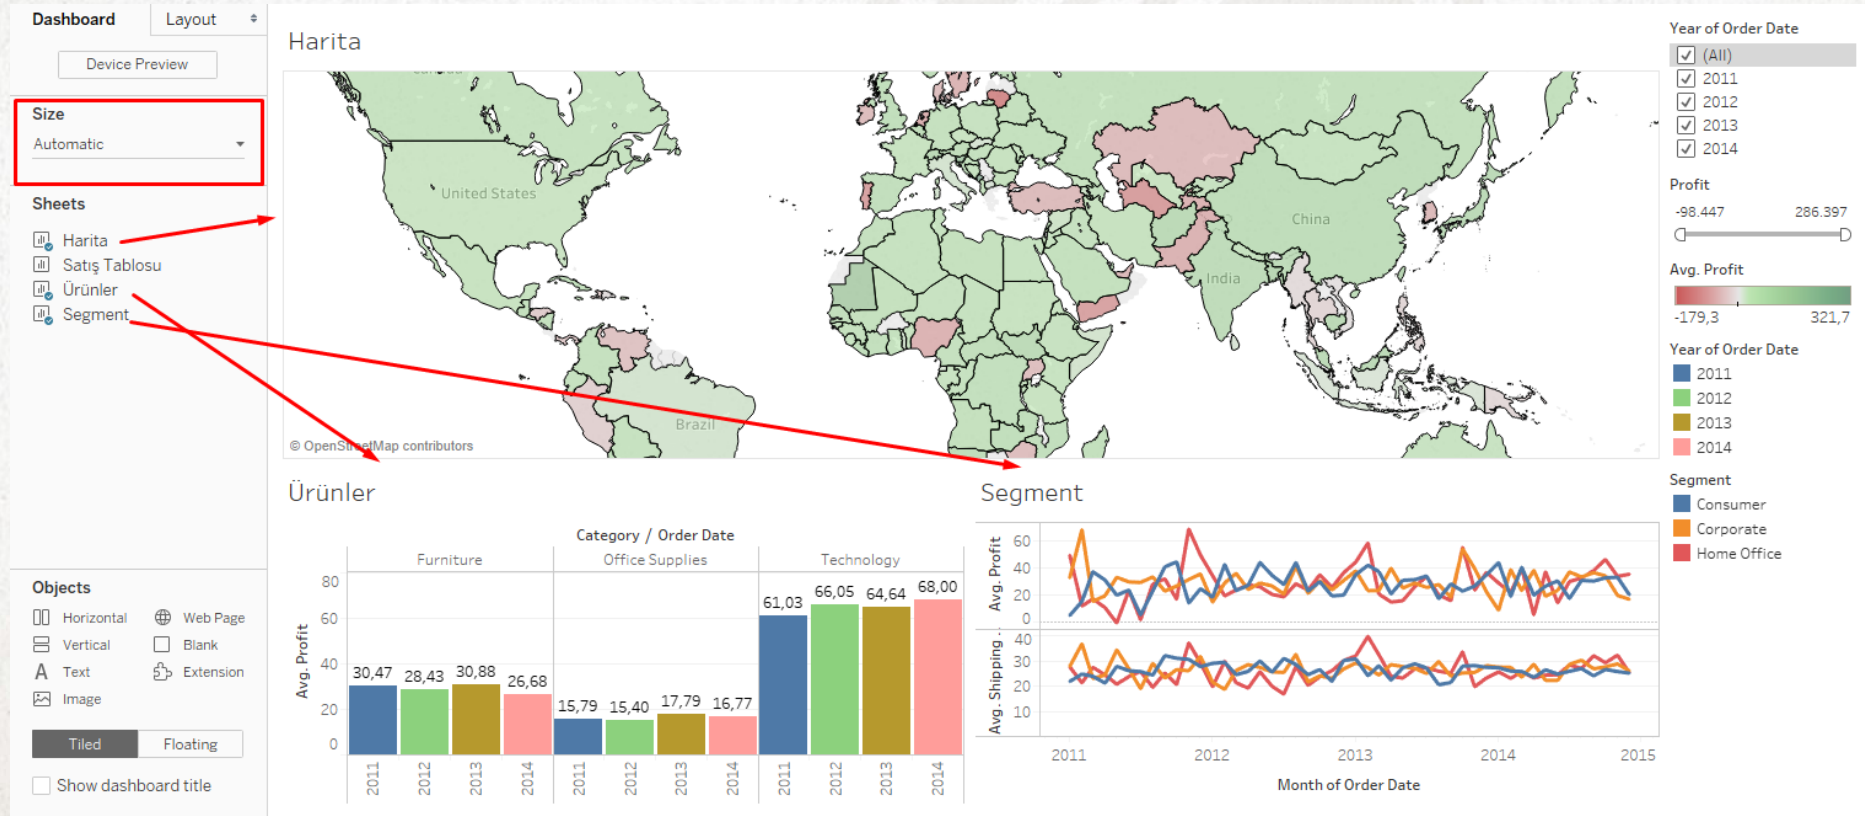 Dashboard
Layout
Device Preview
Size
Automatic
Sheets
Harita
Satış Tablosu
Ürünler
Segment
Objects
Horizontal
Web Page
Vertical
Blank
Text
Extension
Image
Tiled
Floating
Show dashboard title
Harita
United States
China
India
Brazil
© OpenStreetMap contributors
Ürünler
Category / Order Date
Furniture
Office Supplies
Technology
Avg. Profit
80
60
40
20
0
30,47
28,43
30,88
26,68
15,79
15,40
17,79
16,77
61,03
66,05
64,64
68,00
2011
2012
2013
2014
2011
2012
2013
2014
2011
2012
2013
2014
Segment
Avg. Profit
60
40
20
0
Avg. Shipping ..
40
30
20
10
2011
2012
2013
2014
2015
Month of Order Date
Year of Order Date
(All)
2011
2012
2013
2014
Profit
-98.447
286.397
Avg. Profit
-179,3
321,7
Year of Order Date
2011
2012
2013
2014
Segment
Consumer
Corporate
Home Office